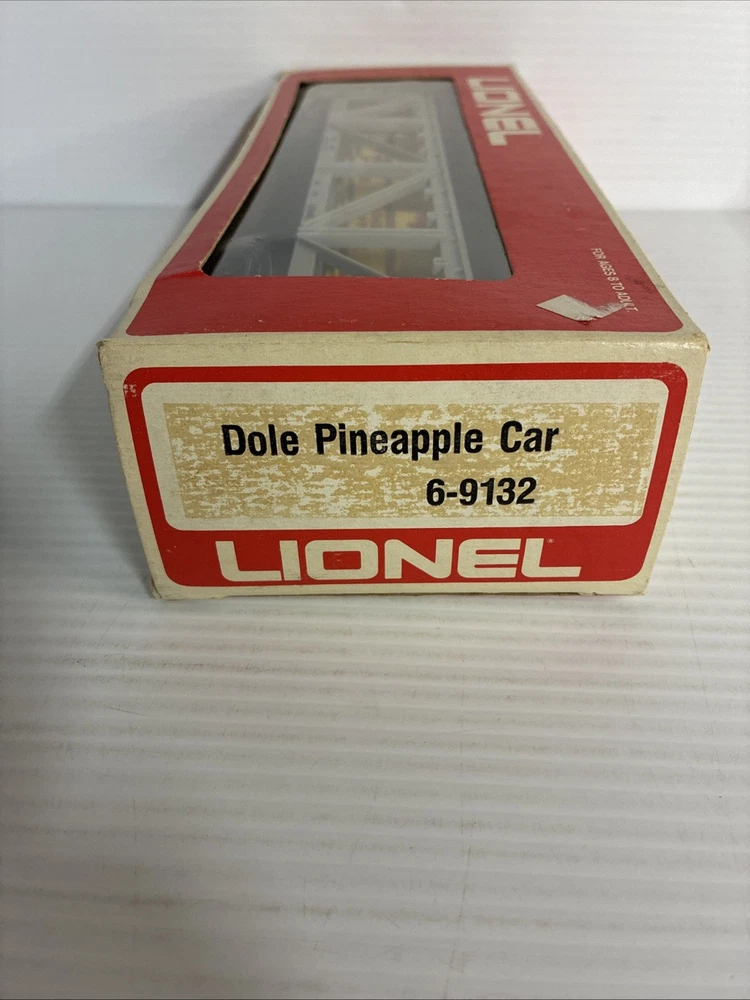 LIONEL
FOR AGES 8 TO ADULT
Dole Pineapple Car
6-9132
LIONEL